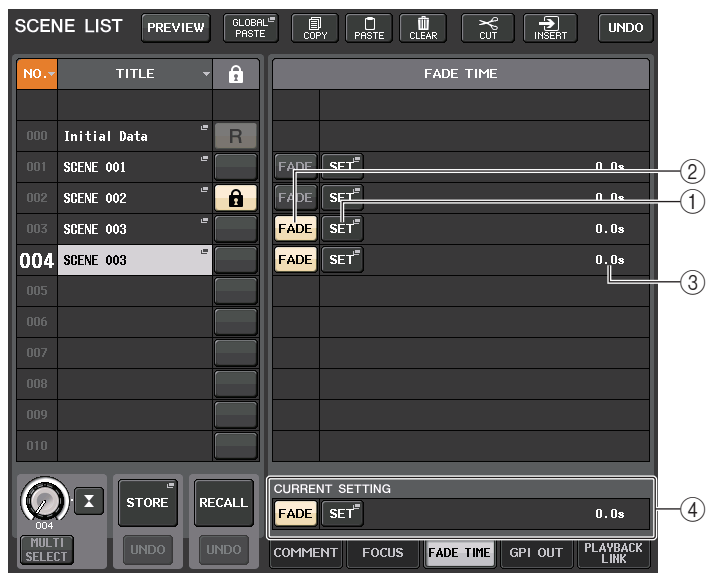 SCENE LIST PREVIEW GLOBAL PASTE COPY PASTE CLEAR CUT INSERT UNDO
NO. TITLE FADE TIME
000 Initial Data R
001 SCENE 001 FADE SET 0.0s
002 SCENE 002 FADE SET 0.0s
003 SCENE 003 FADE SET 0.0s
004 SCENE 003 FADE SET 0.0s
005
006
007
008
009
010
②
①
③
④
004
MULTI SELECT
STORE
UNDO
RECALL
UNDO
CURRENT SETTING
FADE SET 0.0s
COMMENT FOCUS FADE TIME GPI OUT PLAYBACK LINK